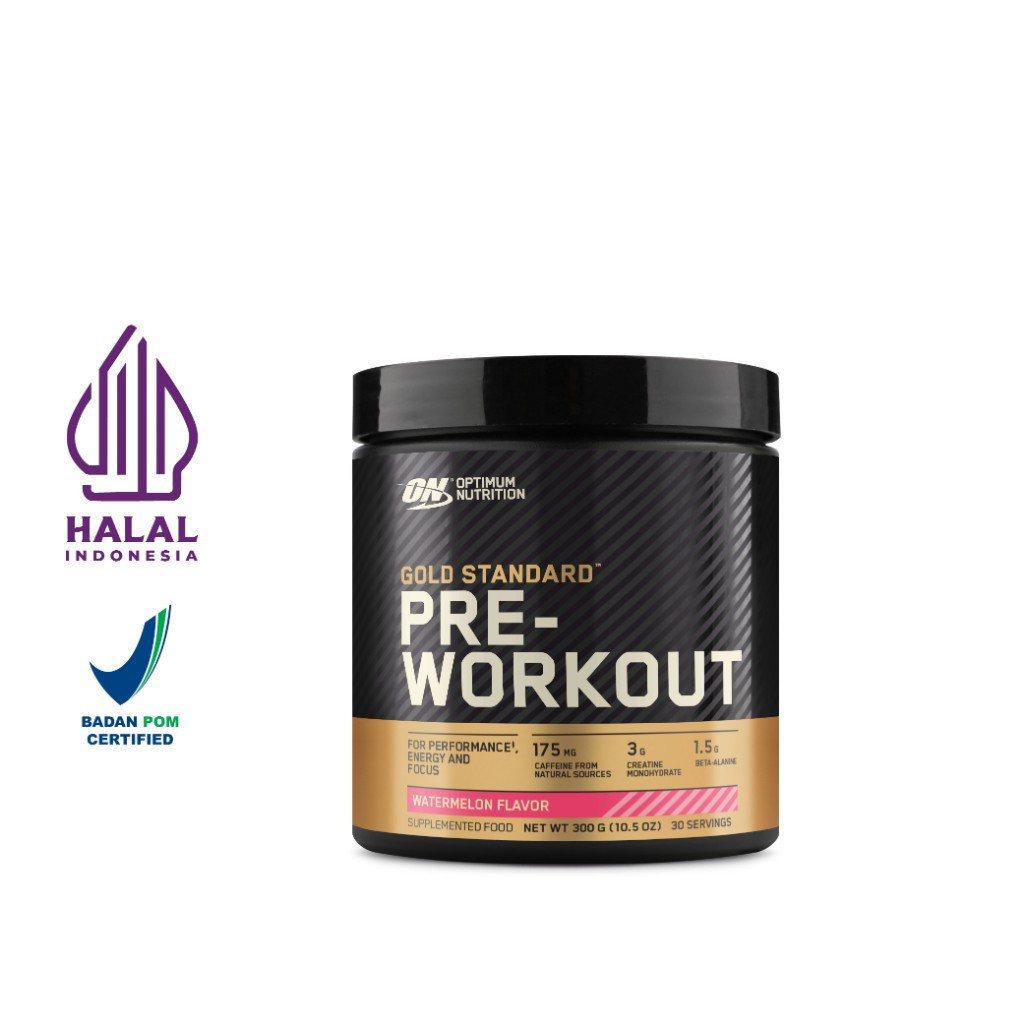 HALAL
INDONESIA
BADAN POM
CERTIFIED
ON OPTIMUM
NUTRITION
GOLD STANDARD™
PRE-
WORKOUT
FOR PERFORMANCE‡,
ENERGY AND
FOCUS
175 MG
CAFFEINE FROM
NATURAL SOURCES
3 G
CREATINE
MONOHYDRATE
1.5 G
BETA-ALANINE
WATERMELON FLAVOR
SUPPLEMENTED FOOD NET WT 300 G (10.5 OZ) 30 SERVINGS